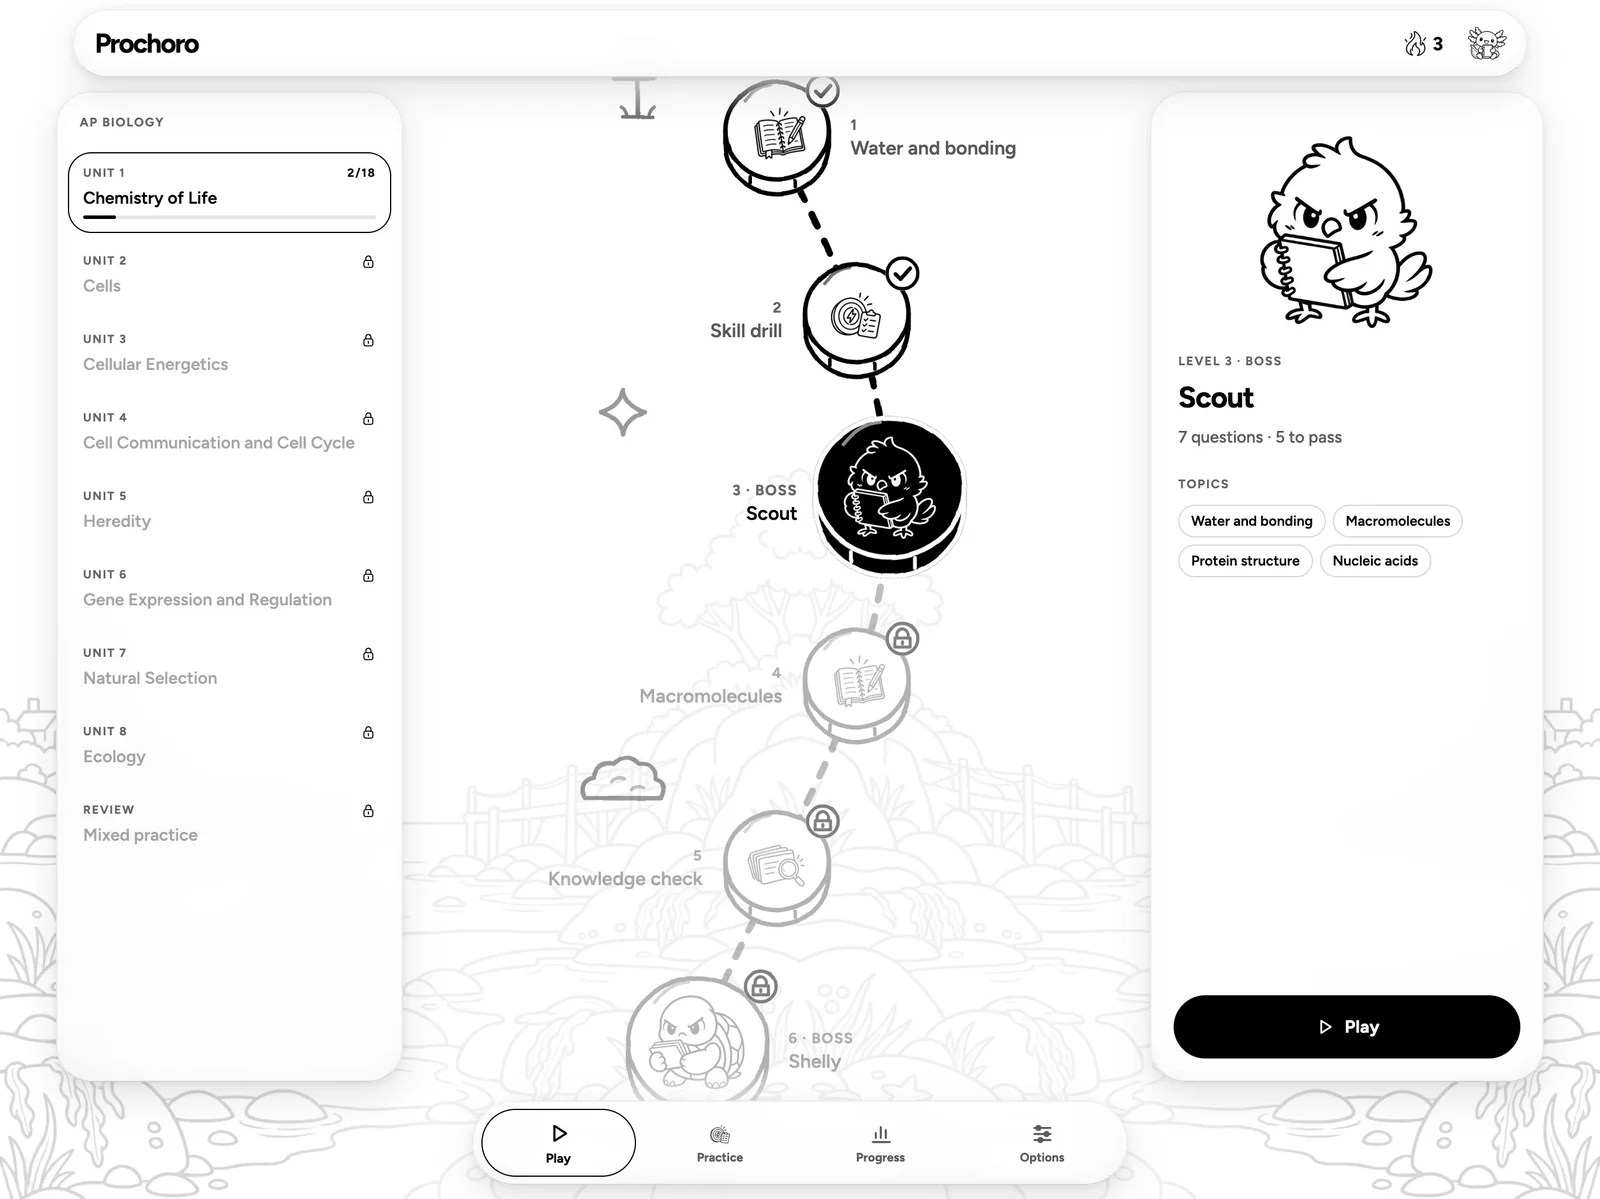 Prochoro
3
AP BIOLOGY
UNIT 1
2/18
Chemistry of Life
UNIT 2
Cells
UNIT 3
Cellular Energetics
UNIT 4
Cell Communication and Cell Cycle
UNIT 5
Heredity
UNIT 6
Gene Expression and Regulation
UNIT 7
Natural Selection
UNIT 8
Ecology
REVIEW
Mixed practice
1
Water and bonding
2
Skill drill
3 · BOSS
Scout
4
Macromolecules
5
Knowledge check
6 · BOSS
Shelly
LEVEL 3 · BOSS
Scout
7 questions · 5 to pass
TOPICS
Water and bonding
Macromolecules
Protein structure
Nucleic acids
Play
Play
Practice
Progress
Options